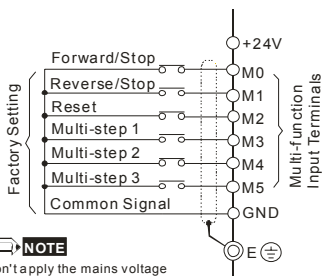 +24V
Forward/Stop
M0
Reverse/Stop
M1
Reset
M2
Multi-step 1
M3
Multi-step 2
M4
Multi-step 3
M5
Common Signal
GND
Factory Setting
Multi-function
Input Terminals
E
NOTE
n't apply the mains voltage